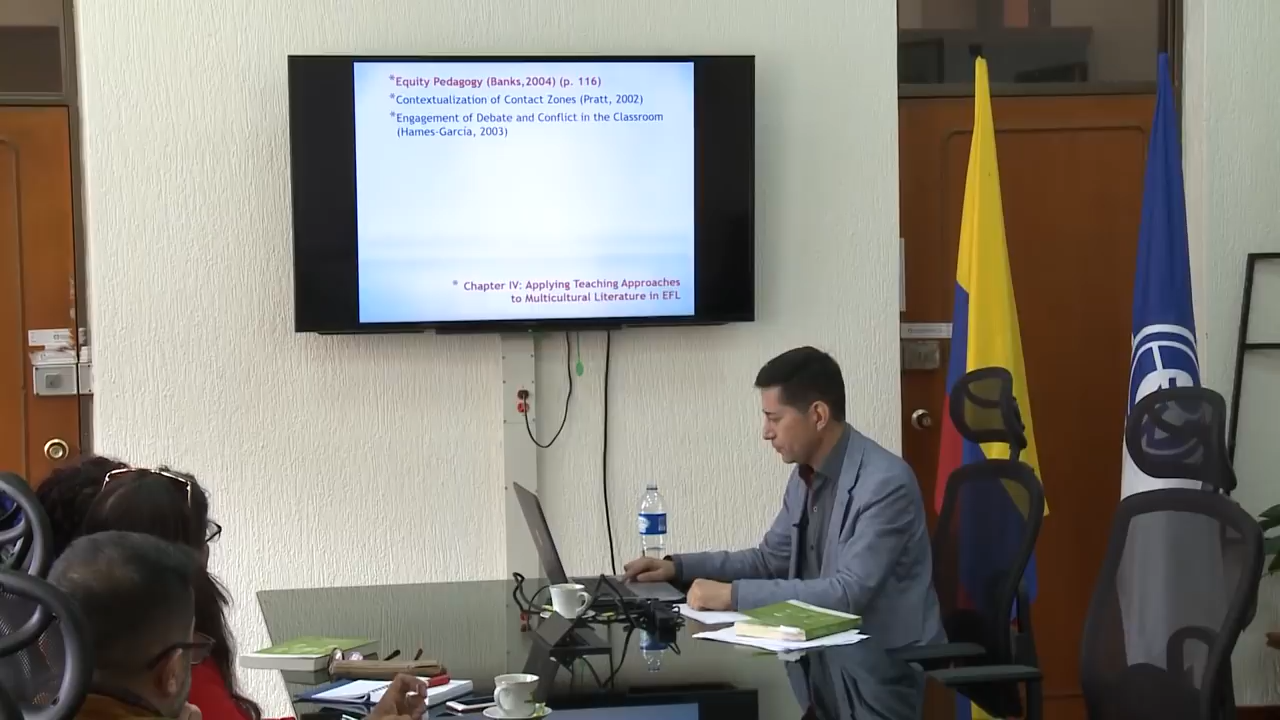 *Equity Pedagogy (Banks,2004) (p. 116)
*Contextualization of Contact Zones (Pratt, 2002)
*Engagement of Debate and Conflict in the Classroom
(Hames-García, 2003)
* Chapter IV: Applying Teaching Approaches
to Multicultural Literature in EFL